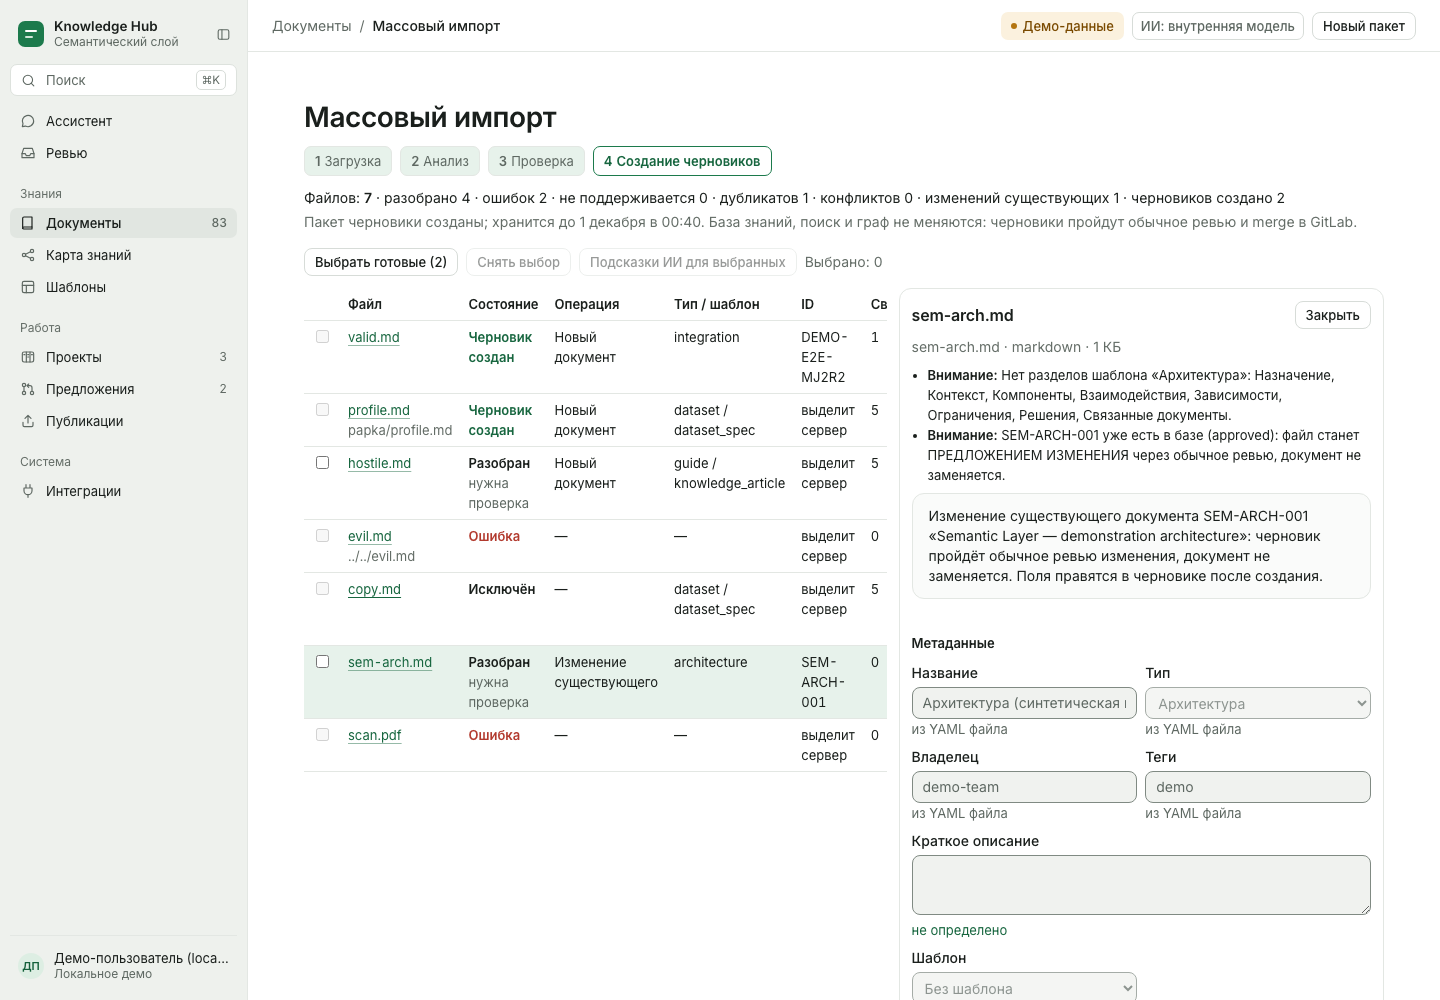 Knowledge Hub
Семантический слой
Поиск
⌘K
Ассистент
Ревью
Знания
Документы 83
Карта знаний
Шаблоны
Работа
Проекты 3
Предложения 2
Публикации
Система
Интеграции
ДП
Демо-пользователь (loca...
Локальное демо
Документы / Массовый импорт
Демо-данные
ИИ: внутренняя модель
Новый пакет
Массовый импорт
1 Загрузка
2 Анализ
3 Проверка
4 Создание черновиков
Файлов: 7 · разобрано 4 · ошибок 2 · не поддерживается 0 · дубликатов 1 · конфликтов 0 · изменений существующих 1 · черновиков создано 2
Пакет черновики созданы; хранится до 1 декабря в 00:40. База знаний, поиск и граф не меняются: черновики пройдут обычное ревью и merge в GitLab.
Выбрать готовые (2)
Снять выбор
Подсказки ИИ для выбранных
Выбрано: 0
Файл Состояние Операция Тип / шаблон ID Св
valid.md Черновик Новый integration DEMO- 1
создан документ E2E-
MJ2R2
profile.md Черновик Новый dataset / выделит 5
papka/profile.md создан документ dataset_spec сервер
hostile.md Разобран Новый guide / выделит 5
нужна документ knowledge_article сервер
проверка
evil.md Ошибка — — выделит 0
../../evil.md сервер
copy.md Исключён — dataset / выделит 5
dataset_spec сервер
sem-arch.md Разобран Изменение architecture SEM- 0
нужна существующего ARCH-
проверка 001
scan.pdf Ошибка — — выделит 0
сервер
sem-arch.md
Закрыть
sem-arch.md · markdown · 1 КБ
• Внимание: Нет разделов шаблона «Архитектура»: Назначение,
Контекст, Компоненты, Взаимодействия, Зависимости,
Ограничения, Решения, Связанные документы.
• Внимание: SEM-ARCH-001 уже есть в базе (approved): файл станет
ПРЕДЛОЖЕНИЕМ ИЗМЕНЕНИЯ через обычное ревью, документ не
заменяется.
Изменение существующего документа SEM-ARCH-001
«Semantic Layer — demonstration architecture»: черновик
пройдёт обычное ревью изменения, документ не
заменяется. Поля правятся в черновике после создания.
Метаданные
Название Тип
Архитектура (синтетическая Архитектура
из YAML файла из YAML файла
Владелец Теги
demo-team demo
из YAML файла из YAML файла
Краткое описание
не определено
Шаблон
Без шаблона